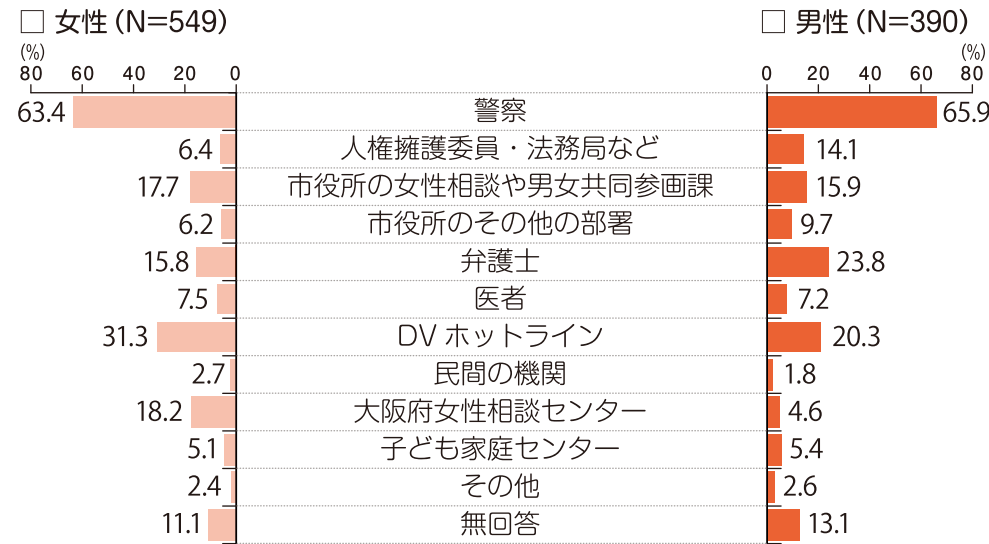 □ 女性（N＝549） □ 男性（N＝390）
(%) (%)
80 60 40 20 0 0 20 40 60 80
63.4 警察 65.9
6.4 人権擁護委員・法務局など 14.1
17.7 市役所の女性相談や男女共同参画課 15.9
6.2 市役所のその他の部署 9.7
15.8 弁護士 23.8
7.5 医者 7.2
31.3 DV ホットライン 20.3
2.7 民間の機関 1.8
18.2 大阪府女性相談センター 4.6
5.1 子ども家庭センター 5.4
2.4 その他 2.6
11.1 無回答 13.1